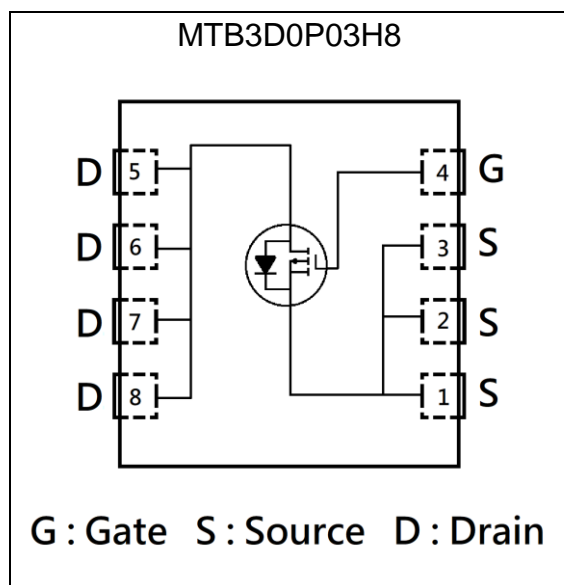 MTB3D0P03H8
D 5 4 G
D 6 3 S
D 7 2 S
D 8 1 S
G : Gate S : Source D : Drain